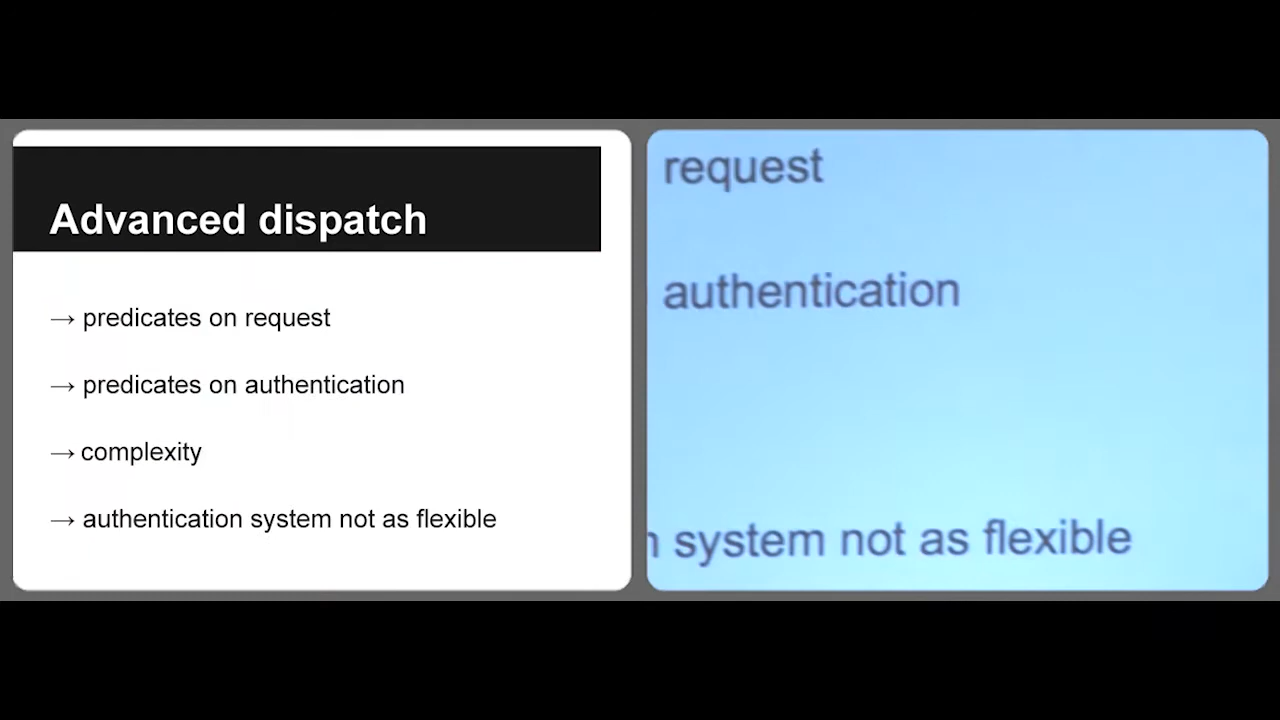 Advanced dispatch
→ predicates on request
→ predicates on authentication
→ complexity
→ authentication system not as flexible
request
authentication
system not as flexible